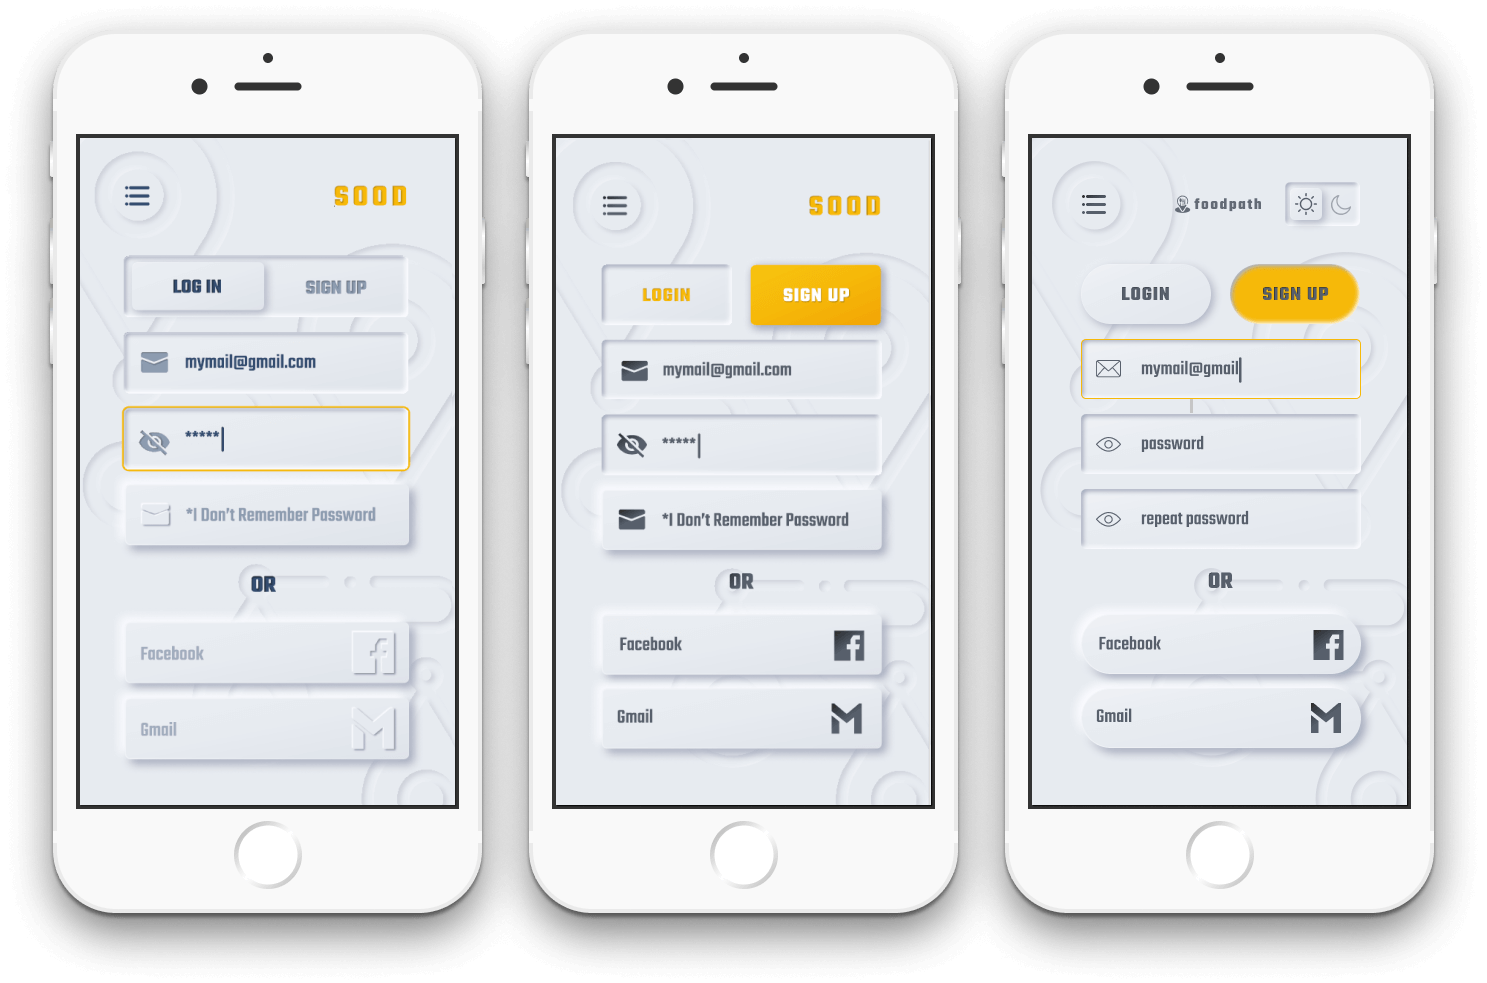 SOOD
LOG IN
SIGN UP
mymail@gmail.com
*****
*I Don't Remember Password
OR
Facebook
Gmail
SOOD
LOGIN
SIGN UP
mymail@gmail.com
*****
*I Don't Remember Password
OR
Facebook
Gmail
foodpath
LOGIN
SIGN UP
mymail@gmail
password
repeat password
OR
Facebook
Gmail